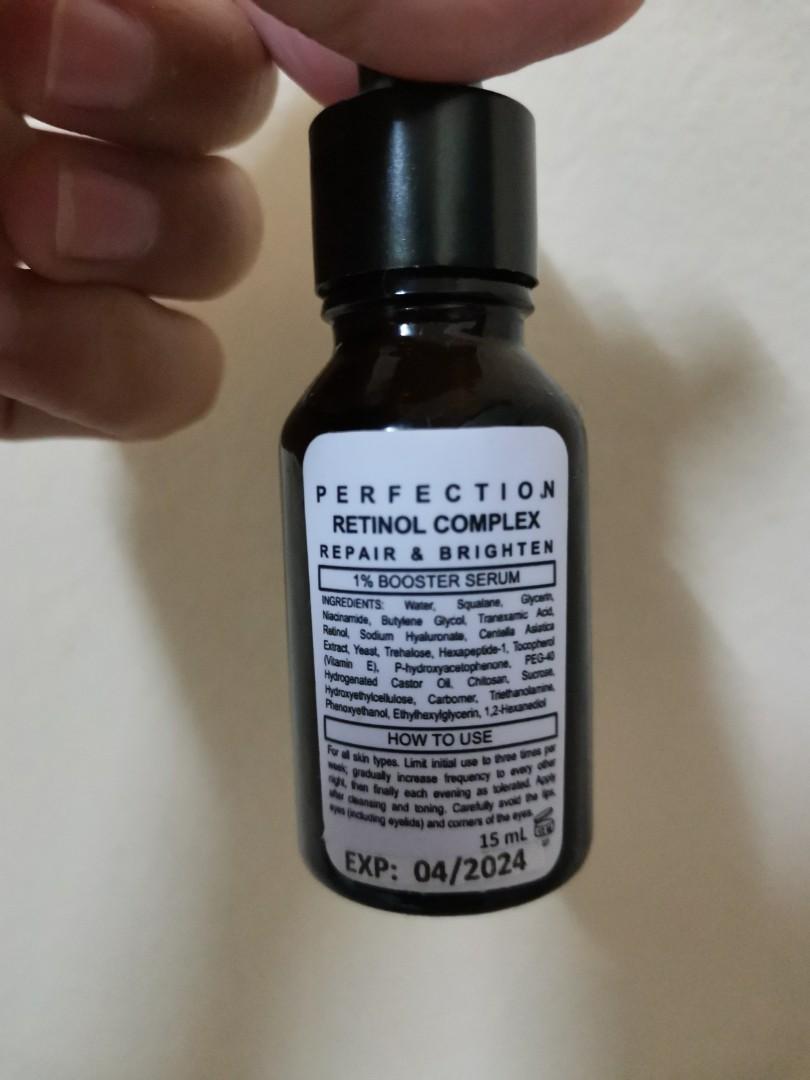 PERFECTION
RETINOL COMPLEX
REPAIR & BRIGHTEN
1% BOOSTER SERUM
INGREDIENTS: Water, Squalane, Glycerin,
Niacinamide, Butylene Glycol, Tranexamic Acid,
Retinol, Sodium Hyaluronate, Centella Asiatica
Extract, Yeast, Trehalose, Hexapeptide-1, Tocopherol
(Vitamin E), P-hydroxyacetophenone, PEG-40
Hydrogenated Castor Oil, Chitosan, Sucrose,
Hydroxyethylcellulose, Carbomer, Triethanolamine,
Phenoxyethanol, Ethylhexylglycerin, 1,2-Hexanediol
HOW TO USE
For all skin types. Limit initial use to three times per
week; gradually increase frequency to every other
night, then finally each evening as tolerated. Apply
after cleansing and toning. Carefully avoid the lips,
eyes (including eyelids) and corners of the eyes.
15 mL
EXP: 04/2024